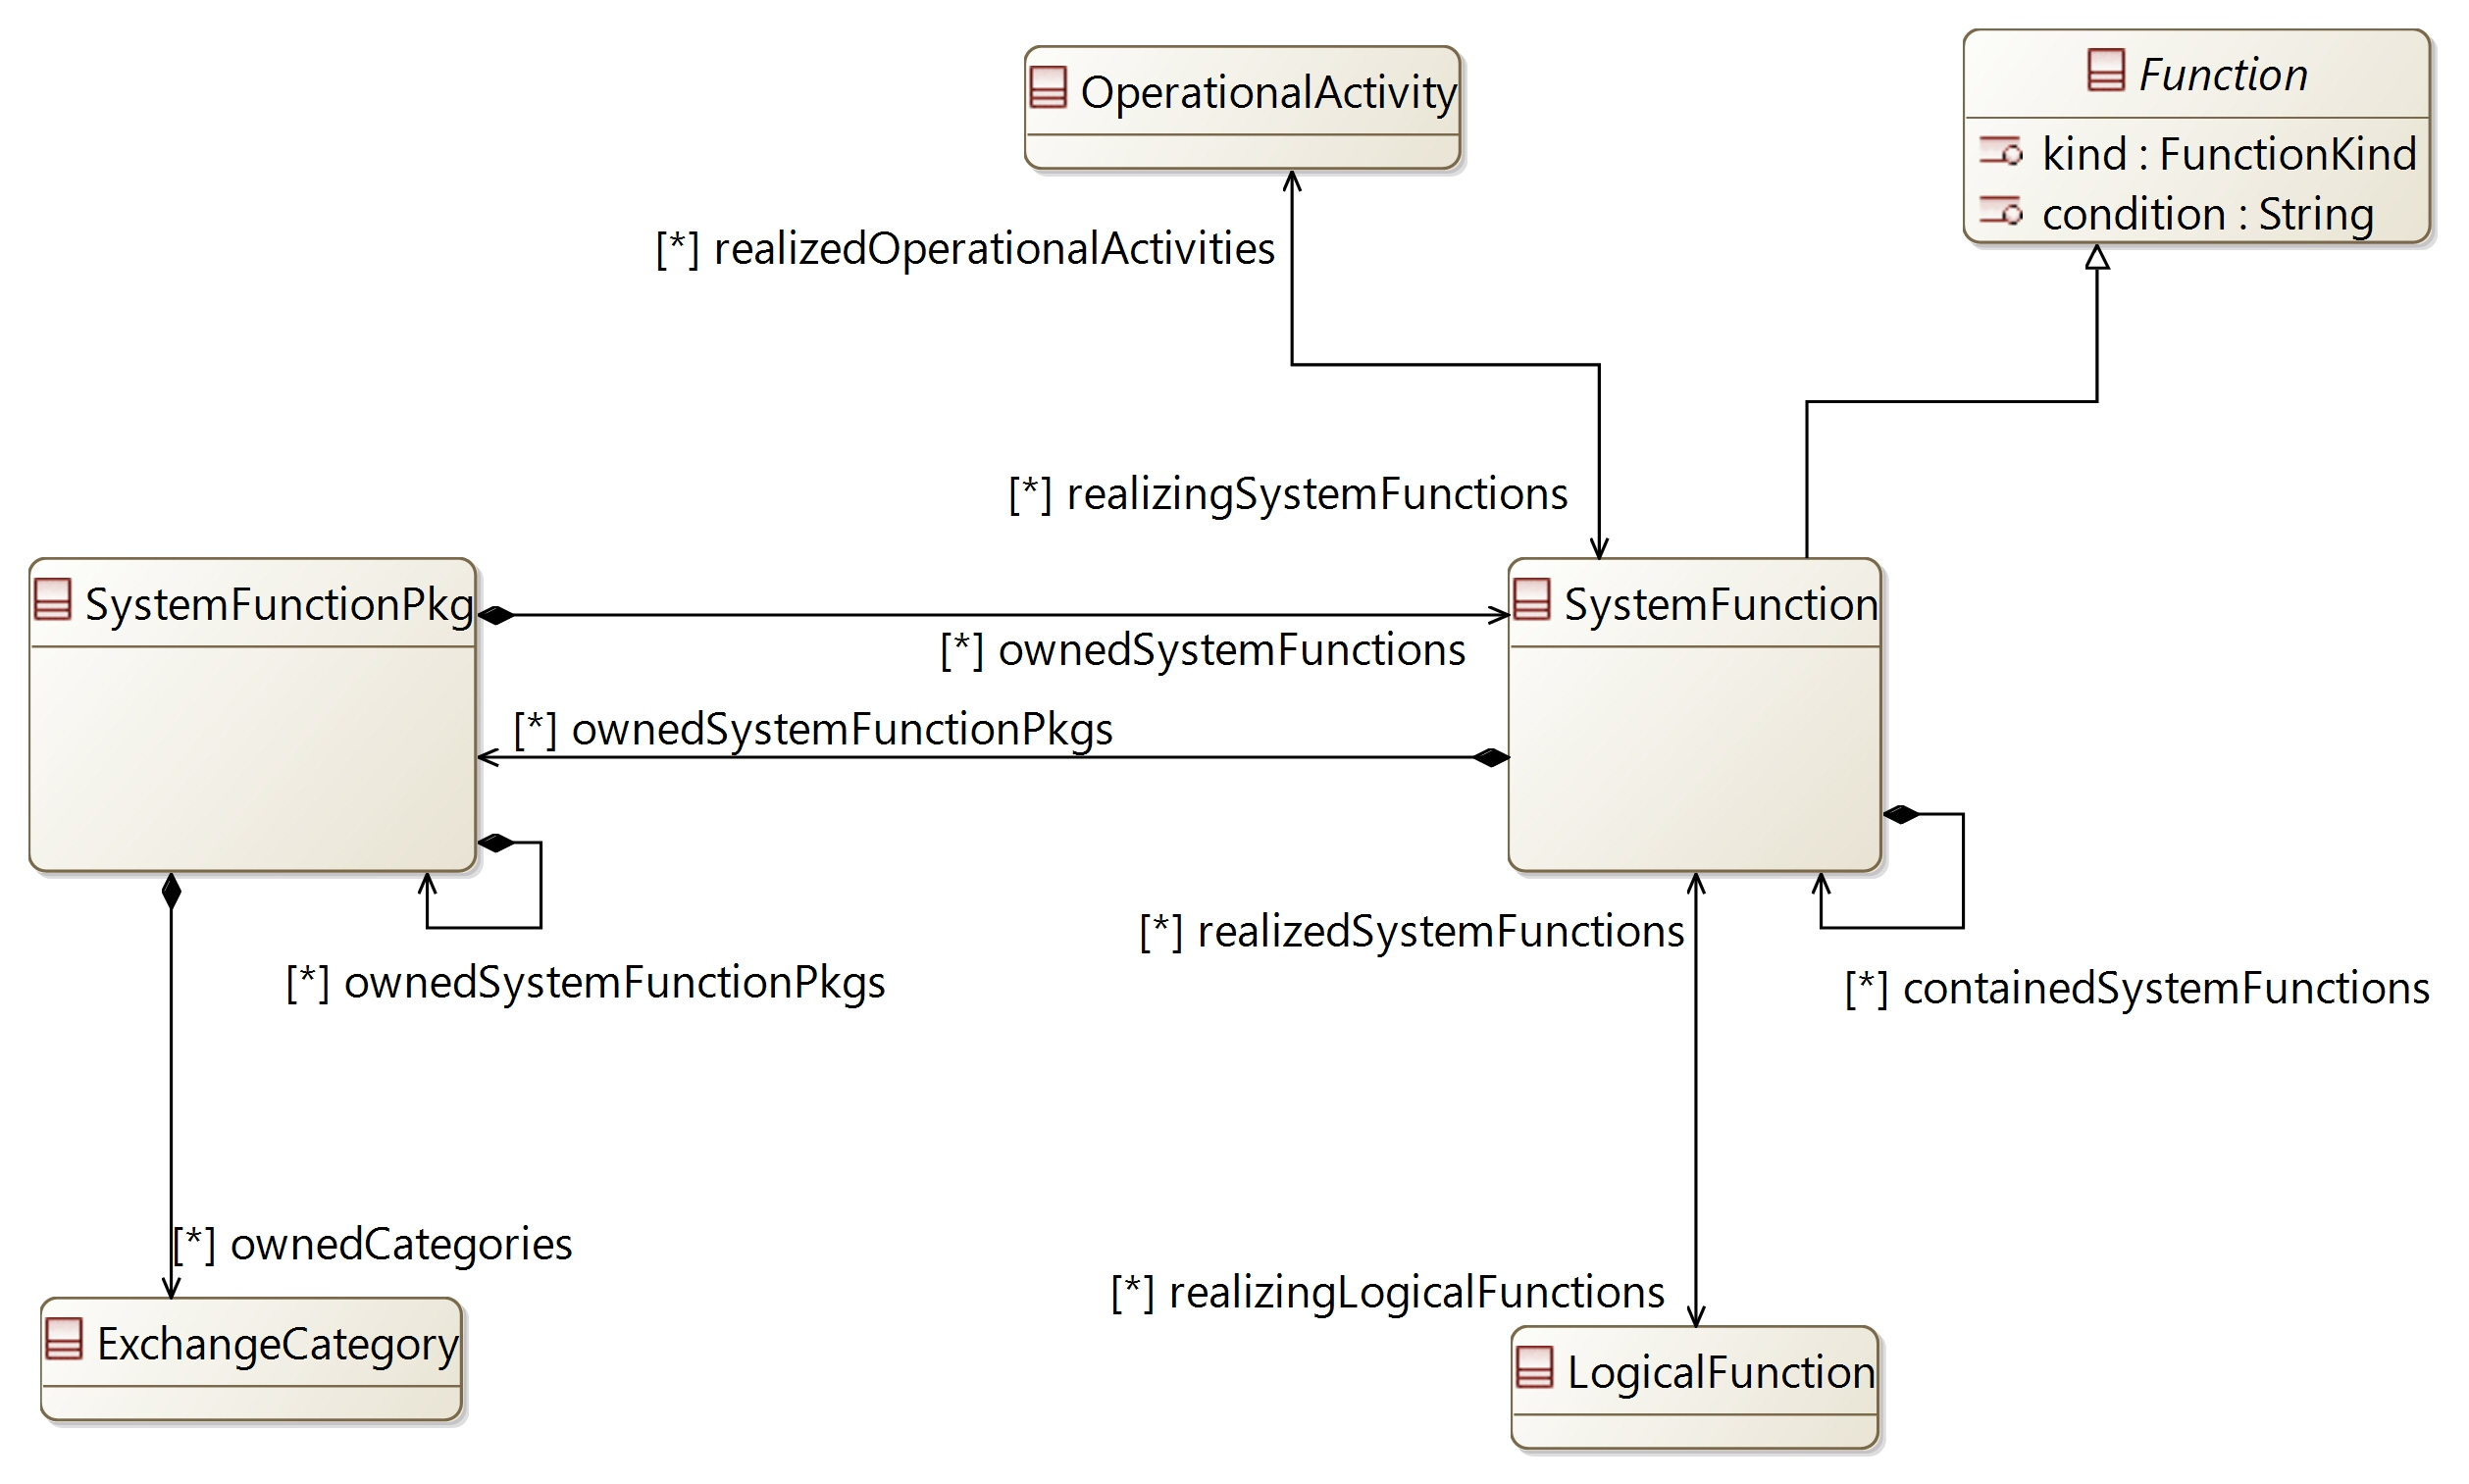 OperationalActivity
Function
kind : FunctionKind
condition : String
[*] realizedOperationalActivities
[*] realizingSystemFunctions
SystemFunctionPkg
SystemFunction
[*] ownedSystemFunctions
[*] ownedSystemFunctionPkgs
[*] realizedSystemFunctions
[*] ownedSystemFunctionPkgs
[*] containedSystemFunctions
[*] ownedCategories
[*] realizingLogicalFunctions
ExchangeCategory
LogicalFunction